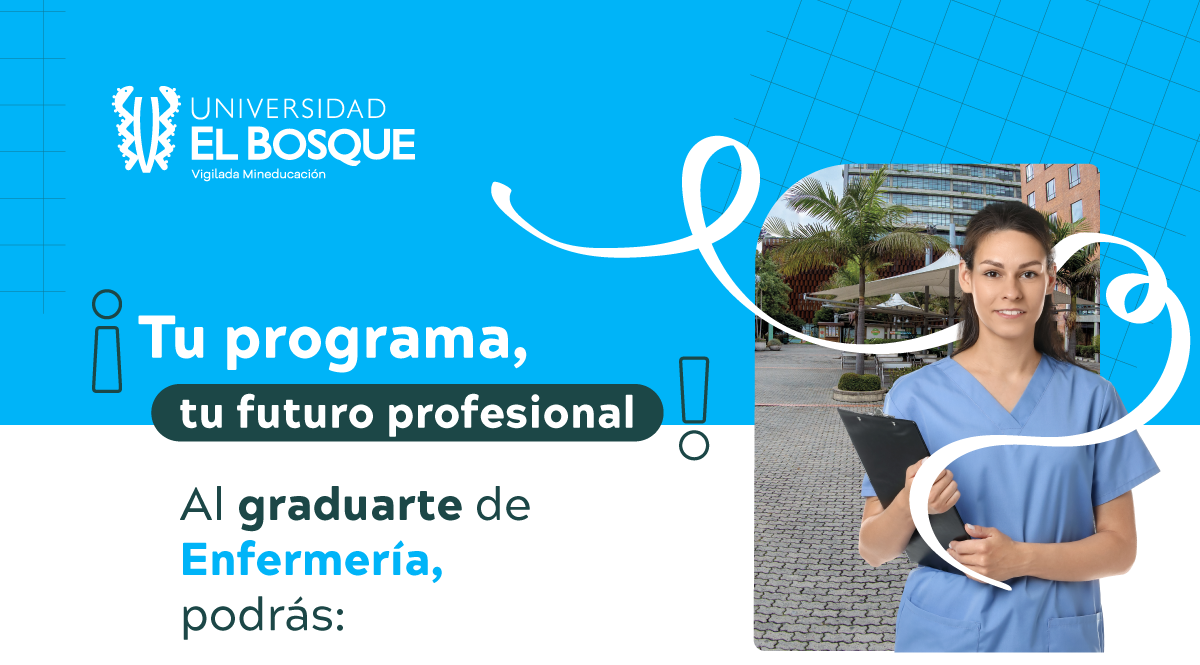 UNIVERSIDAD
EL BOSQUE
Vigilada Mineducación
¡Tu programa,
tu futuro profesional!
Al graduarte de
Enfermería,
podrás: